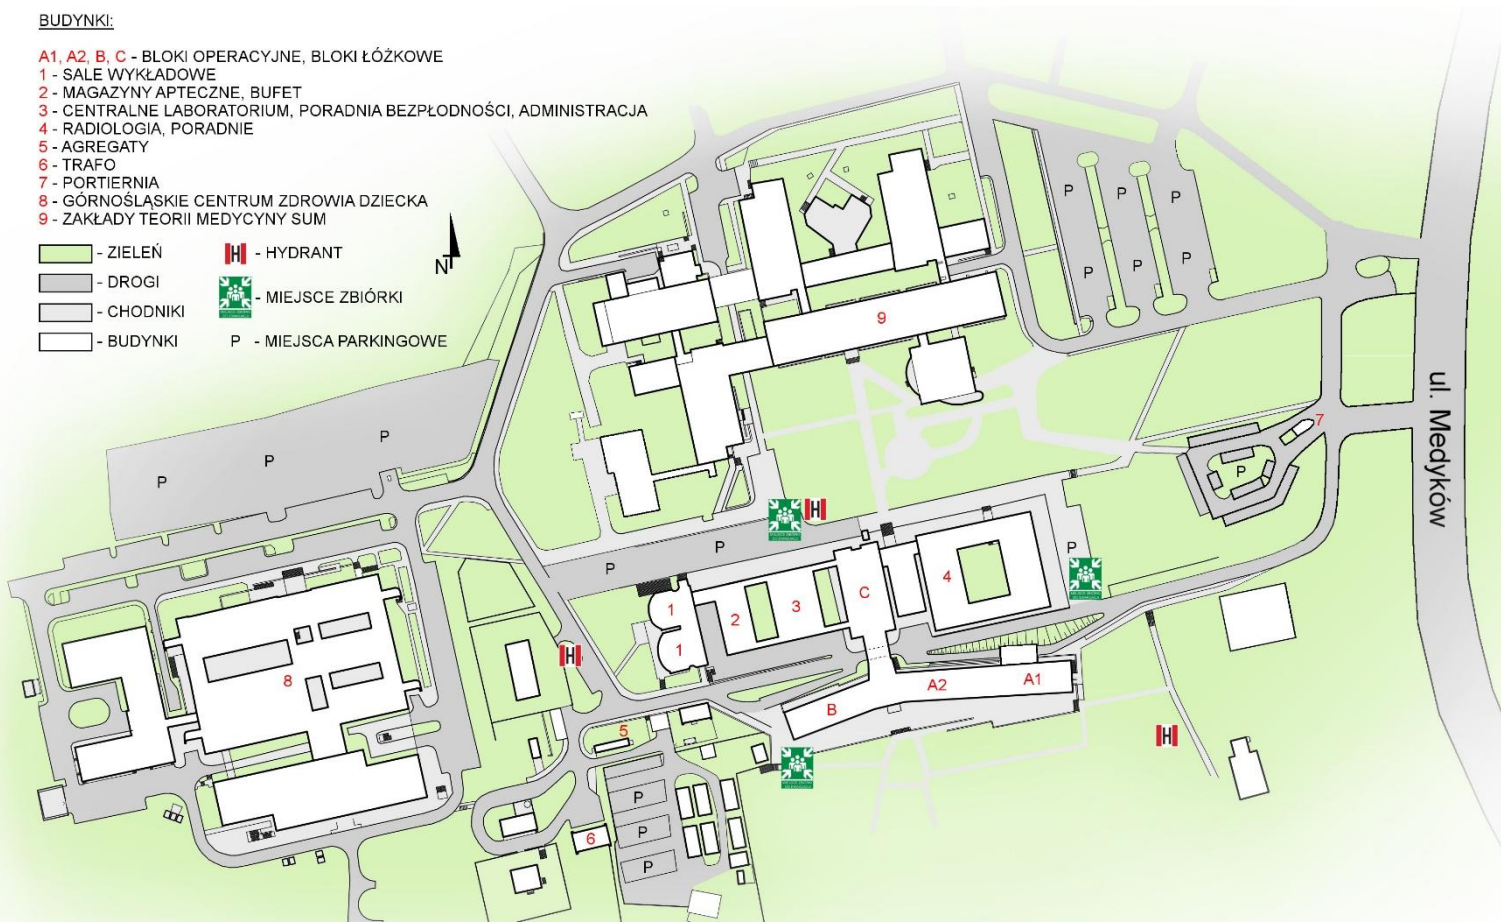 BUDYNKI:
A1, A2, B, C - BLOKI OPERACYJNE, BLOKI ŁÓŻKOWE
1 - SALE WYKŁADOWE
2 - MAGAZYNY APTECZNE, BUFET
3 - CENTRALNE LABORATORIUM, PORADNIA BEZPŁODNOŚCI, ADMINISTRACJA
4 - RADIOLOGIA, PORADNIE
5 - AGREGATY
6 - TRAFO
7 - PORTIERNIA
8 - GÓRNOŚLĄSKIE CENTRUM ZDROWIA DZIECKA
9 - ZAKŁADY TEORII MEDYCYNY SUM
- ZIELEŃ
H - HYDRANT
- DROGI
- MIEJSCE ZBIÓRKI
- CHODNIKI
- BUDYNKI
P - MIEJSCA PARKINGOWE
N
P P P
P P P
9
7
ul. Medyków
P
P P P
H
P P P
4
C
3
2
1
1
H
8
A2 A1
B
5
H
P
P
6
P